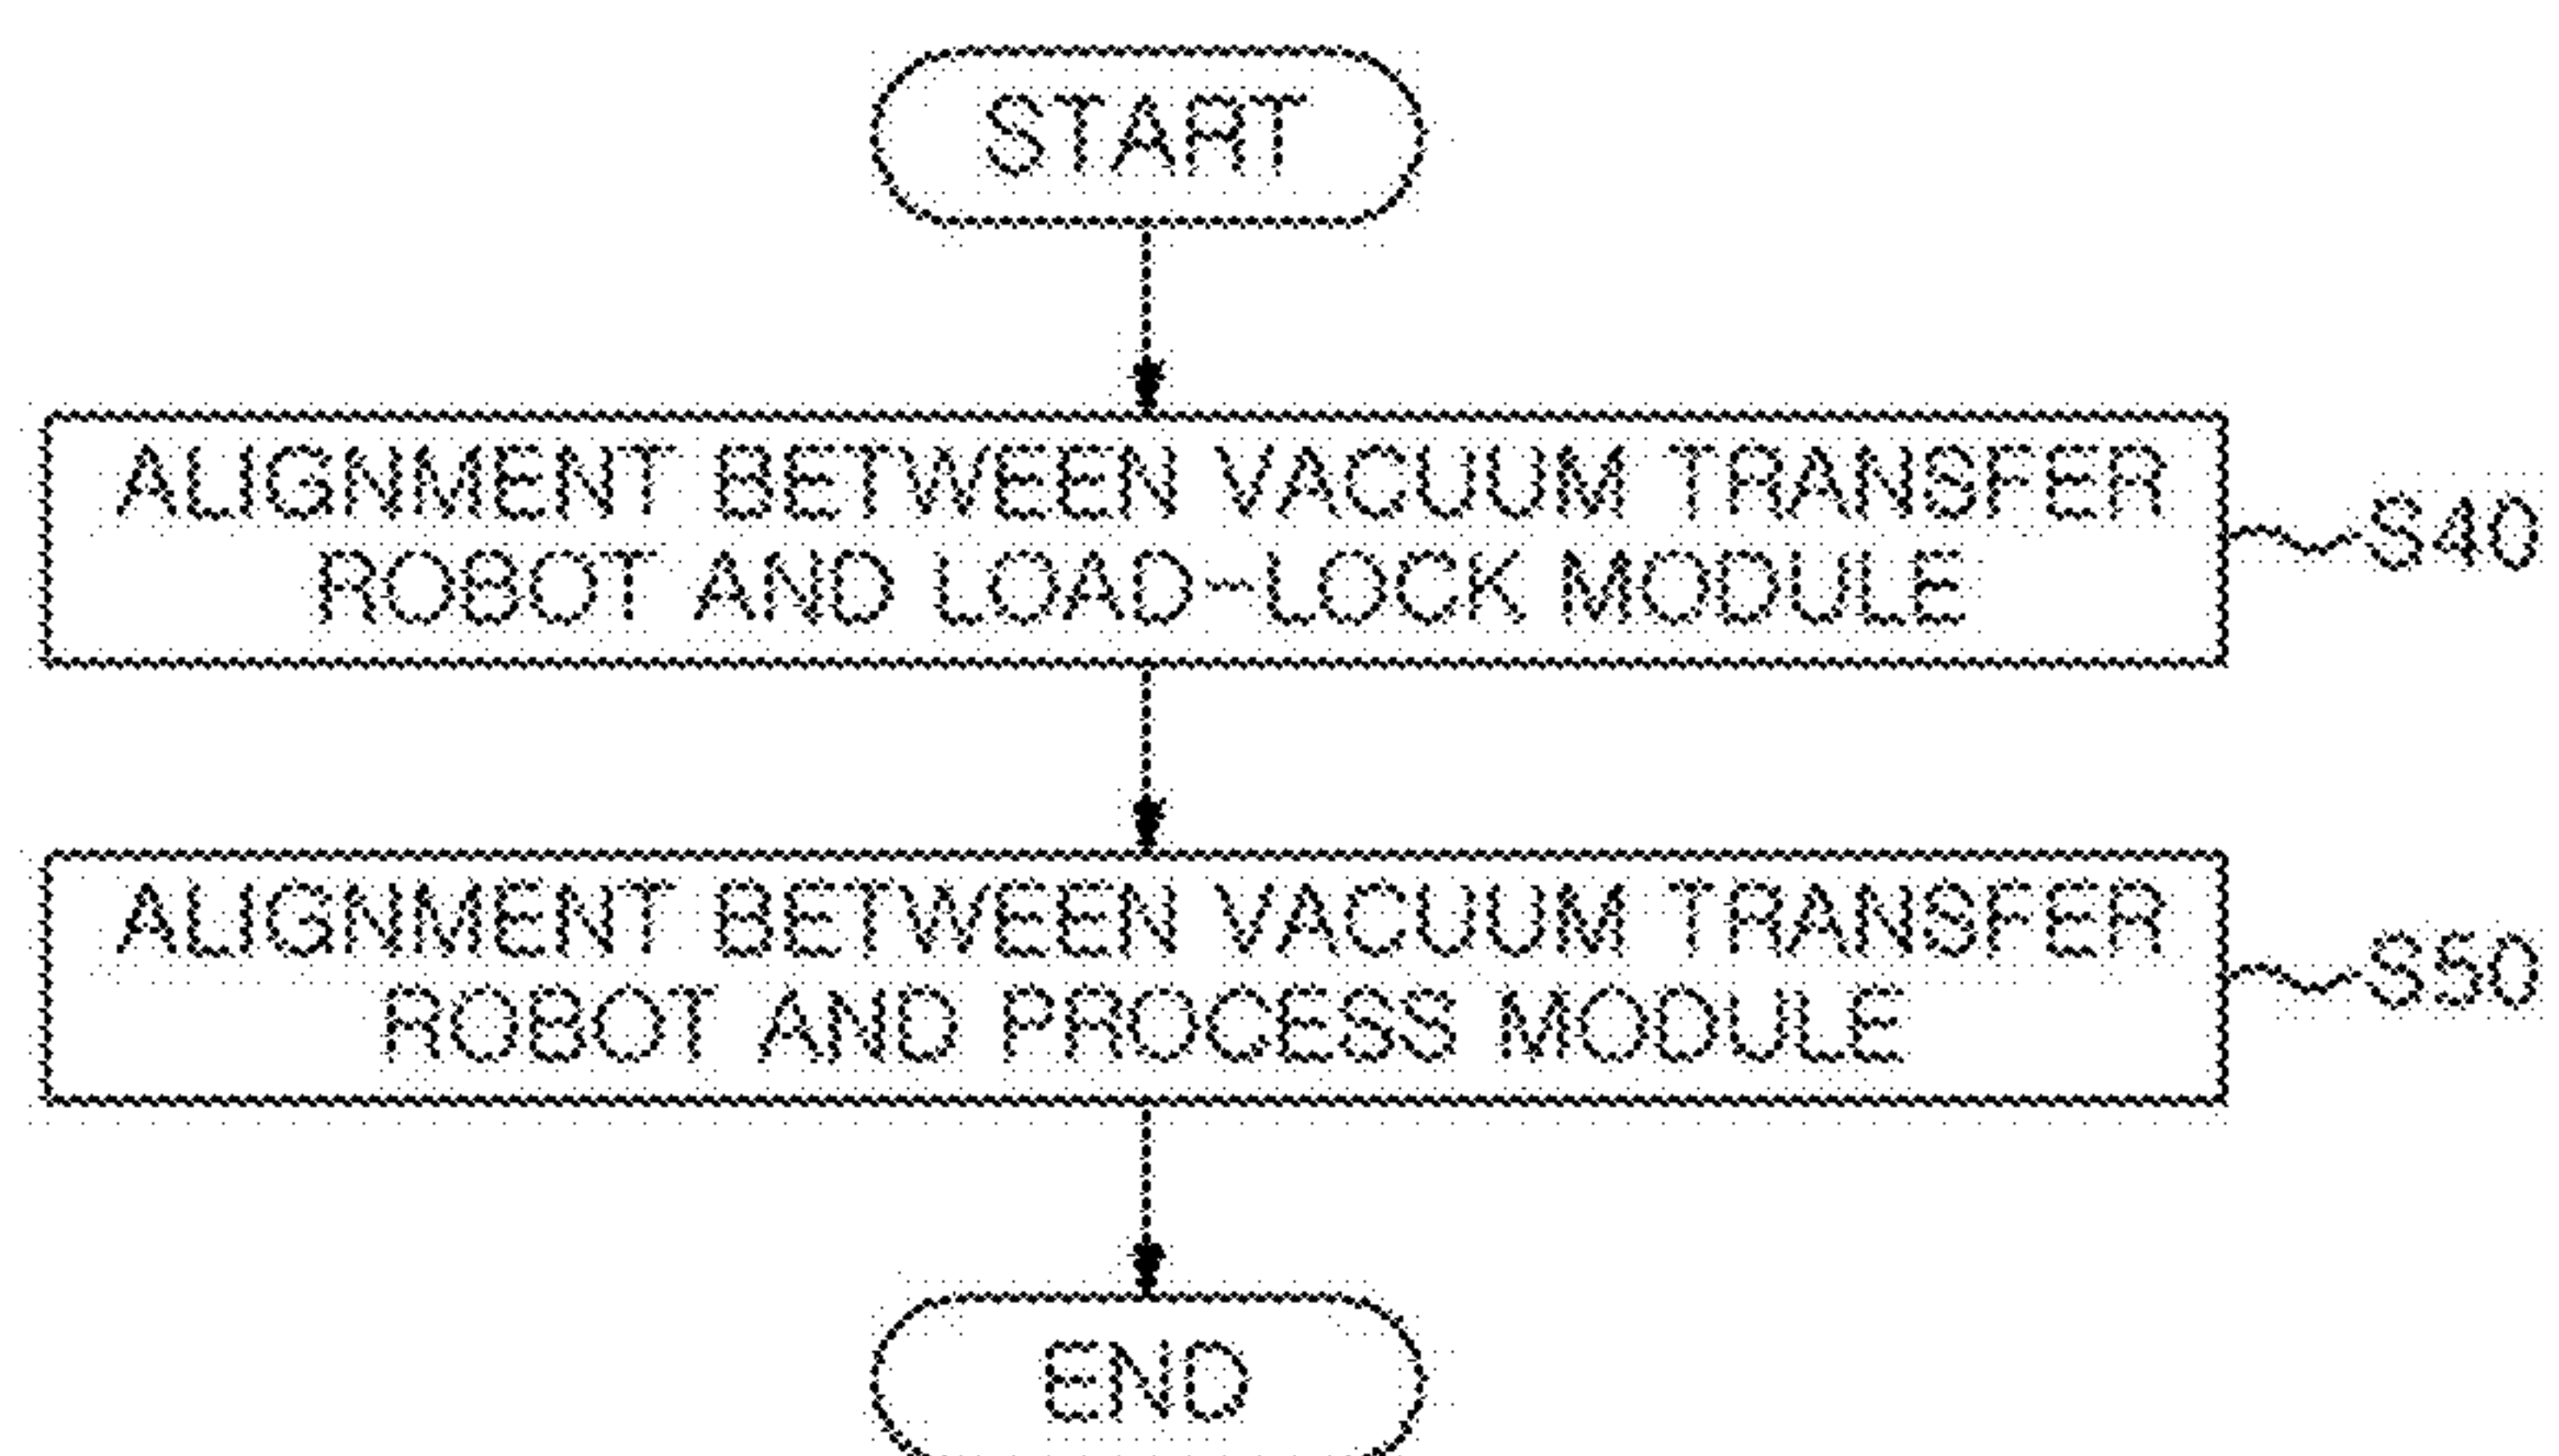 START
ALIGNMENT BETWEEN VACUUM TRANSFER
ROBOT AND LOAD-LOCK MODULE
S40
ALIGNMENT BETWEEN VACUUM TRANSFER
ROBOT AND PROCESS MODULE
S50
END